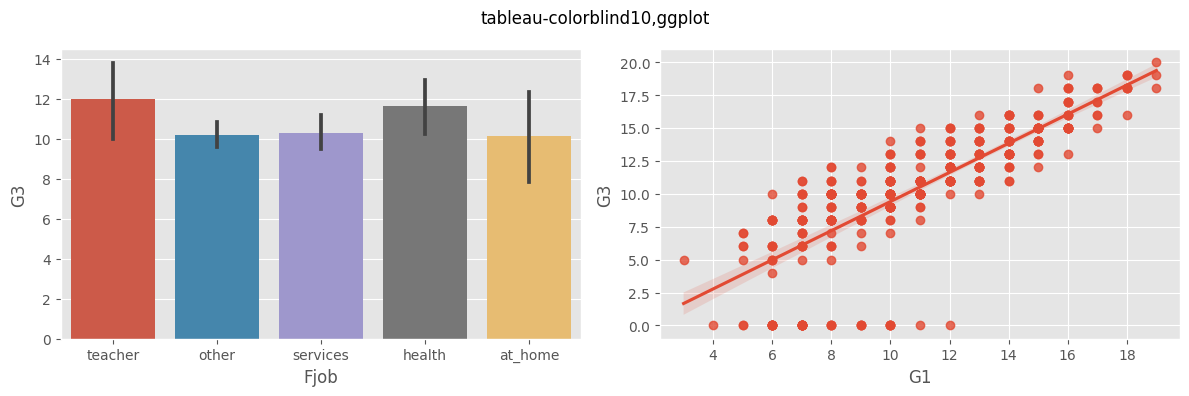 tableau-colorblind10,ggplot
14
12
10
8
6
4
2
0
G3
teacher other services health at_home
Fjob
20.0
17.5
15.0
12.5
10.0
7.5
5.0
2.5
0.0
G3
4 6 8 10 12 14 16 18
G1